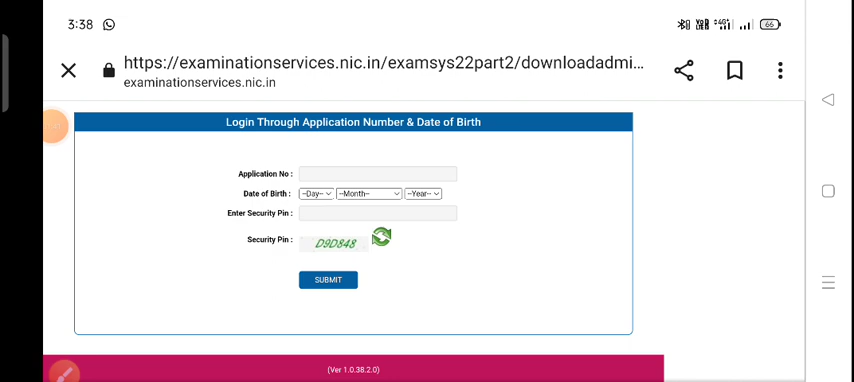 3:38
4G
66
https://examinationservices.nic.in/examsys22part2/downloadadmi...
examinationservices.nic.in
Login Through Application Number & Date of Birth
Application No :
Date of Birth : --Day-- --Month-- --Year--
Enter Security Pin :
Security Pin : D9D848
SUBMIT
(Ver 1.0.38.2.0)